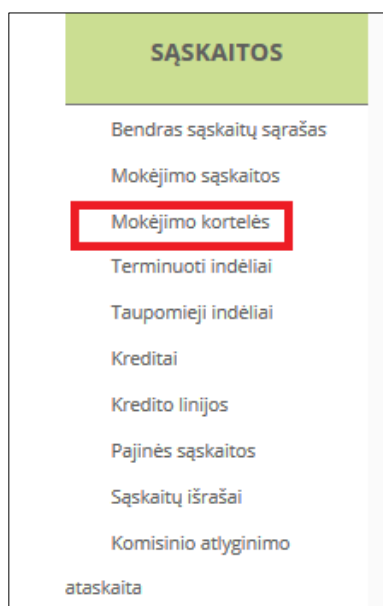 SĄSKAITOS
Bendras sąskaitų sąrašas
Mokėjimo sąskaitos
Mokėjimo kortelės
Terminuoti indėliai
Taupomieji indėliai
Kreditai
Kredito linijos
Pajinės sąskaitos
Sąskaitų išrašai
Komisinio atlyginimo
ataskaita